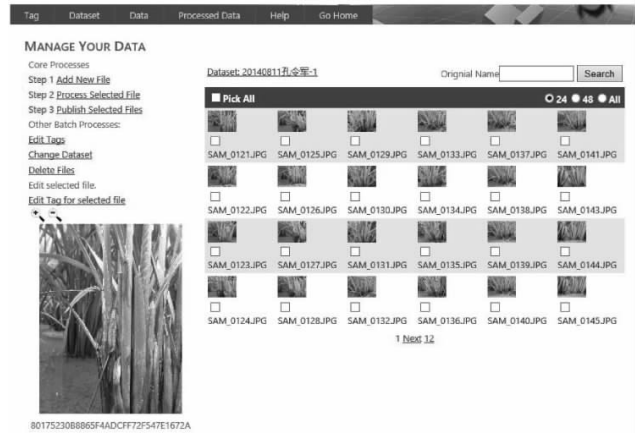 Tag Dataset Data Processed Data Help Go Home
MANAGE YOUR DATA
Core Processes
Step 1 Add New File
Step 2 Process Selected File
Step 3 Publish Selected Files
Other Batch Processes:
Edit Tags
Change Dataset
Delete Files
Edit selected file.
Edit Tag for selected file
80175230B8865F4ADCFF72F547E1672A
Dataset: 20140811孔令军-1 Orignial Name Search
Pick All 24 48 All
SAM_0121.JPG SAM_0125.JPG SAM_0129.JPG SAM_0133.JPG SAM_0137.JPG SAM_0141.JPG
SAM_0122.JPG SAM_0126.JPG SAM_0130.JPG SAM_0134.JPG SAM_0138.JPG SAM_0143.JPG
SAM_0123.JPG SAM_0127.JPG SAM_0131.JPG SAM_0135.JPG SAM_0139.JPG SAM_0144.JPG
SAM_0124.JPG SAM_0128.JPG SAM_0132.JPG SAM_0136.JPG SAM_0140.JPG SAM_0145.JPG
1 Next 12